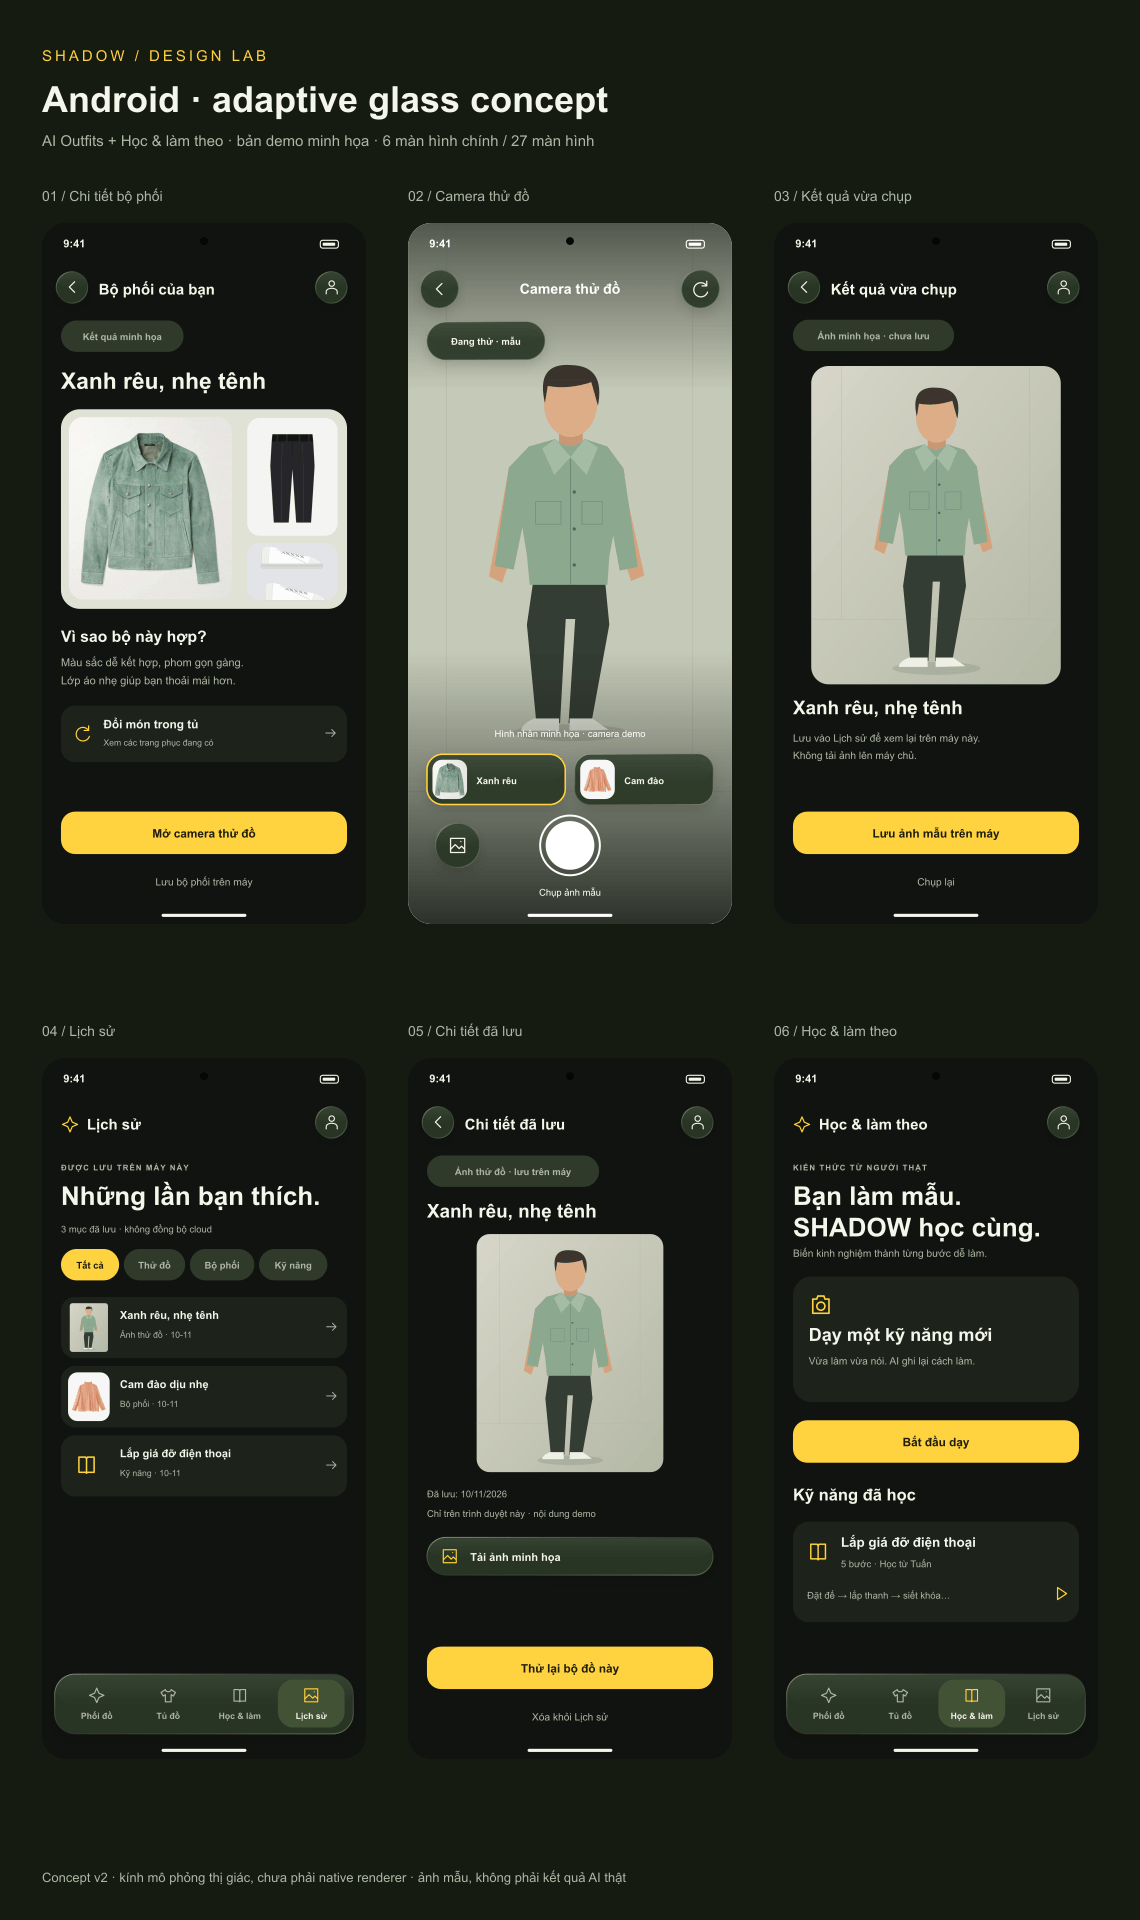 SHADOW / DESIGN LAB
Android · adaptive glass concept
AI Outfits + Học & làm theo · bản demo minh họa · 6 màn hình chính / 27 màn hình
01 / Chi tiết bộ phối
9:41
Bộ phối của bạn
Kết quả minh họa
Xanh rêu, nhẹ tênh
Vì sao bộ này hợp?
Màu sắc dễ kết hợp, phom gọn gàng.
Lớp áo nhẹ giúp bạn thoải mái hơn.
Đổi món trong tủ
Xem các trang phục đang có
Mở camera thử đồ
Lưu bộ phối trên máy
02 / Camera thử đồ
9:41
Camera thử đồ
Đang thử · mẫu
Hình nhân minh họa · camera demo
Xanh rêu
Cam đào
Chụp ảnh mẫu
03 / Kết quả vừa chụp
9:41
Kết quả vừa chụp
Ảnh minh họa · chưa lưu
Xanh rêu, nhẹ tênh
Lưu vào Lịch sử để xem lại trên máy này.
Không tải ảnh lên máy chủ.
Lưu ảnh mẫu trên máy
Chụp lại
04 / Lịch sử
9:41
Lịch sử
ĐƯỢC LƯU TRÊN MÁY NÀY
Những lần bạn thích.
3 mục đã lưu · không đồng bộ cloud
Tất cả
Thử đồ
Bộ phối
Kỹ năng
Xanh rêu, nhẹ tênh
Ảnh thử đồ · 10-11
Cam đào dịu nhẹ
Bộ phối · 10-11
Lắp giá đỡ điện thoại
Kỹ năng · 10-11
Phối đồ
Tủ đồ
Học & làm
Lịch sử
05 / Chi tiết đã lưu
9:41
Chi tiết đã lưu
Ảnh thử đồ · lưu trên máy
Xanh rêu, nhẹ tênh
Đã lưu: 10/11/2026
Chỉ trên trình duyệt này · nội dung demo
Tải ảnh minh họa
Thử lại bộ đồ này
Xóa khỏi Lịch sử
06 / Học & làm theo
9:41
Học & làm theo
KIẾN THỨC TỪ NGƯỜI THẬT
Bạn làm mẫu.
SHADOW học cùng.
Biến kinh nghiệm thành từng bước dễ làm.
Dạy một kỹ năng mới
Vừa làm vừa nói. AI ghi lại cách làm.
Bắt đầu dạy
Kỹ năng đã học
Lắp giá đỡ điện thoại
5 bước · Học từ Tuấn
Đặt đế → lắp thanh → siết khóa...
Phối đồ
Tủ đồ
Học & làm
Lịch sử
Concept v2 · kính mô phỏng thị giác, chưa phải native renderer · ảnh mẫu, không phải kết quả AI thật